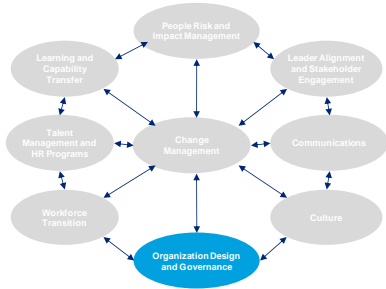 People Risk and
Impact Management
Learning and
Capability
Transfer
Leader Alignment
and Stakeholder
Engagement
Talent
Management and
HR Programs
Change
Management
Communications
Workforce
Transition
Culture
Organization Design
and Governance